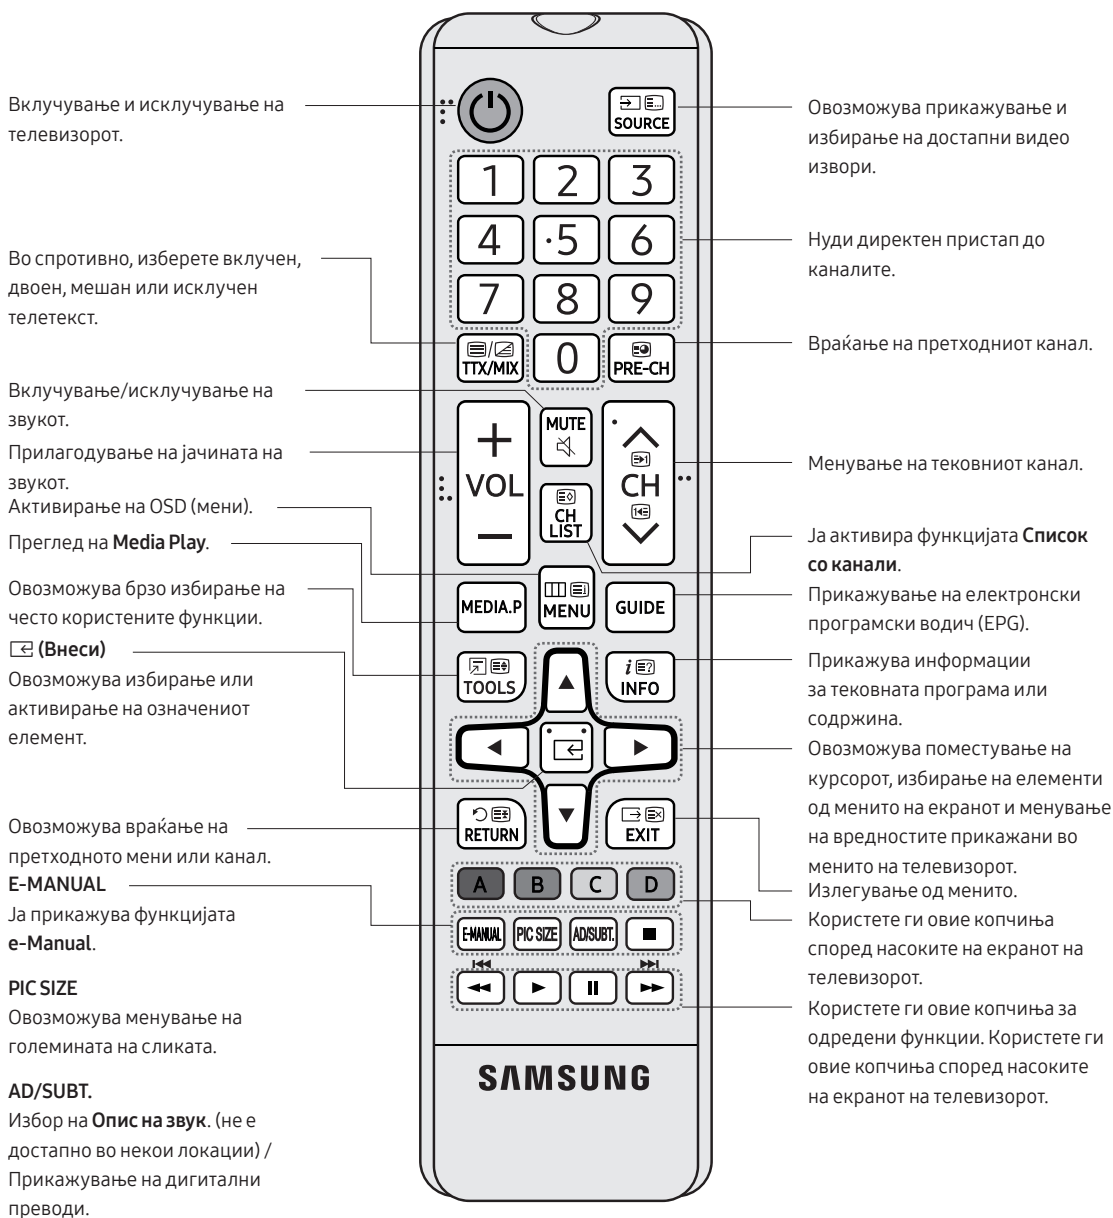 Вклучување и исклучување на
телевизорот.
Во спротивно, изберете вклучен,
двоен, мешан или исклучен
телетекст.
Вклучување/исклучување на
звукот.
Прилагодување на јачината на
звукот.
Активирање на OSD (мени).
Преглед на Media Play.
Овозможува брзо избирање на
често користените функции.
(Внеси)
Овозможува избирање или
активирање на означениот
елемент.
Овозможува враќање на
претходното мени или канал.
E-MANUAL
Ја прикажува функцијата
e-Manual.
PIC SIZE
Овозможува менување на
големината на сликата.
AD/SUBT.
Избор на Опис на звук. (не е
достапно во некои локации) /
Прикажување на дигитални
преводи.
SOURCE
1 2 3
4 5 6
7 8 9
TTX/MIX 0 PRE-CH
MUTE
VOL
CH
CH
LIST
MEDIA.P
MENU
GUIDE
TOOLS
INFO
RETURN
EXIT
A B C D
E-MANUAL PIC SIZE AD/SUBT.
SAMSUNG
Овозможува прикажување и
избирање на достапни видео
извори.
Нуди директен пристап до
каналите.
Враќање на претходниот канал.
Менување на тековниот канал.
Ја активира функцијата Список
со канали.
Прикажување на електронски
програмски водич (EPG).
Прикажува информации
за тековната програма или
содржина.
Овозможува поместување на
курсорот, избирање на елементи
од менито на екранот и менување
на вредностите прикажани во
менито на телевизорот.
Излегување од менито.
Користете ги овие копчиња
според насоките на екранот на
телевизорот.
Користете ги овие копчиња за
одредени функции. Користете ги
овие копчиња според насоките
на екранот на телевизорот.